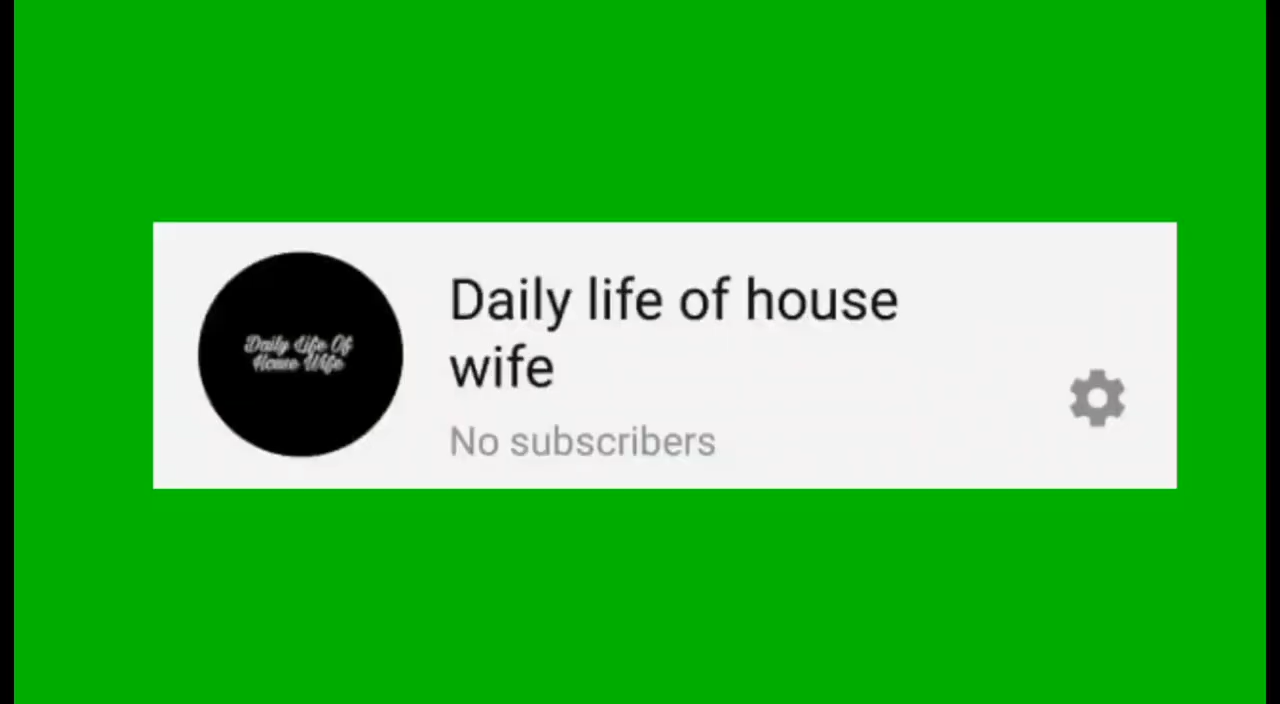 Daily Life Of
House Wife
Daily life of house
wife
No subscribers